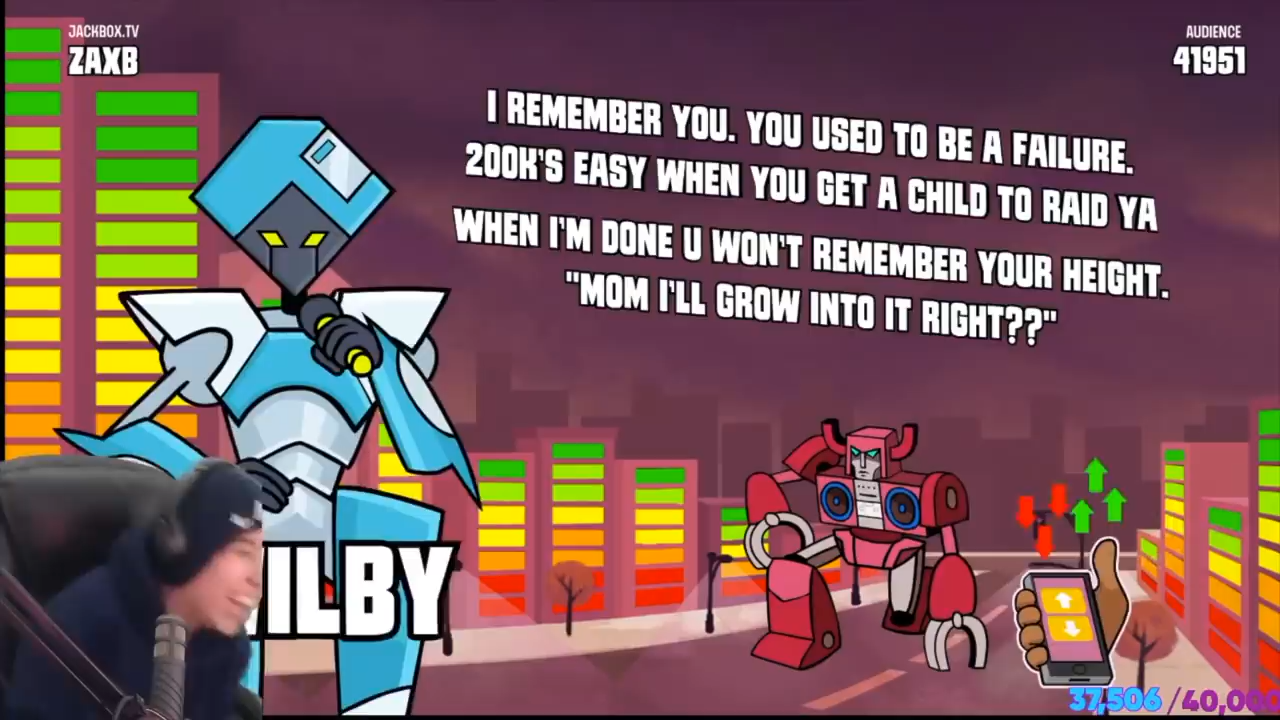 JACKBOX.TV
ZAXB
AUDIENCE
41951
I REMEMBER YOU. YOU USED TO BE A FAILURE.
200K'S EASY WHEN YOU GET A CHILD TO RAID YA
WHEN I'M DONE U WON'T REMEMBER YOUR HEIGHT.
"MOM I'LL GROW INTO IT RIGHT??"
ILBY
37,506 /40,000